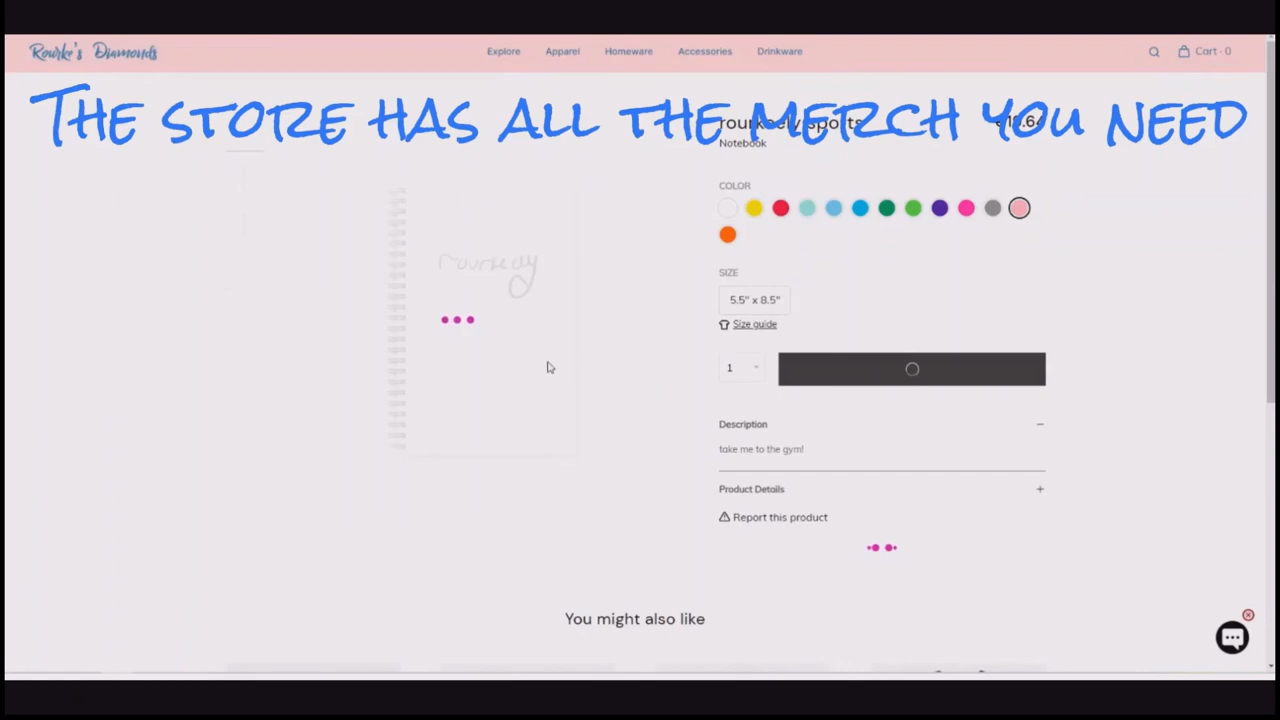 Rourke's Diamonds
Explore Apparel Homeware Accessories Drinkware
Cart · 0
THE STORE HAS ALL THE MERCH YOU NEED
Notebook
COLOR
SIZE
5.5" x 8.5"
Size guide
1
Description
take me to the gym!
Product Details
Report this product
You might also like